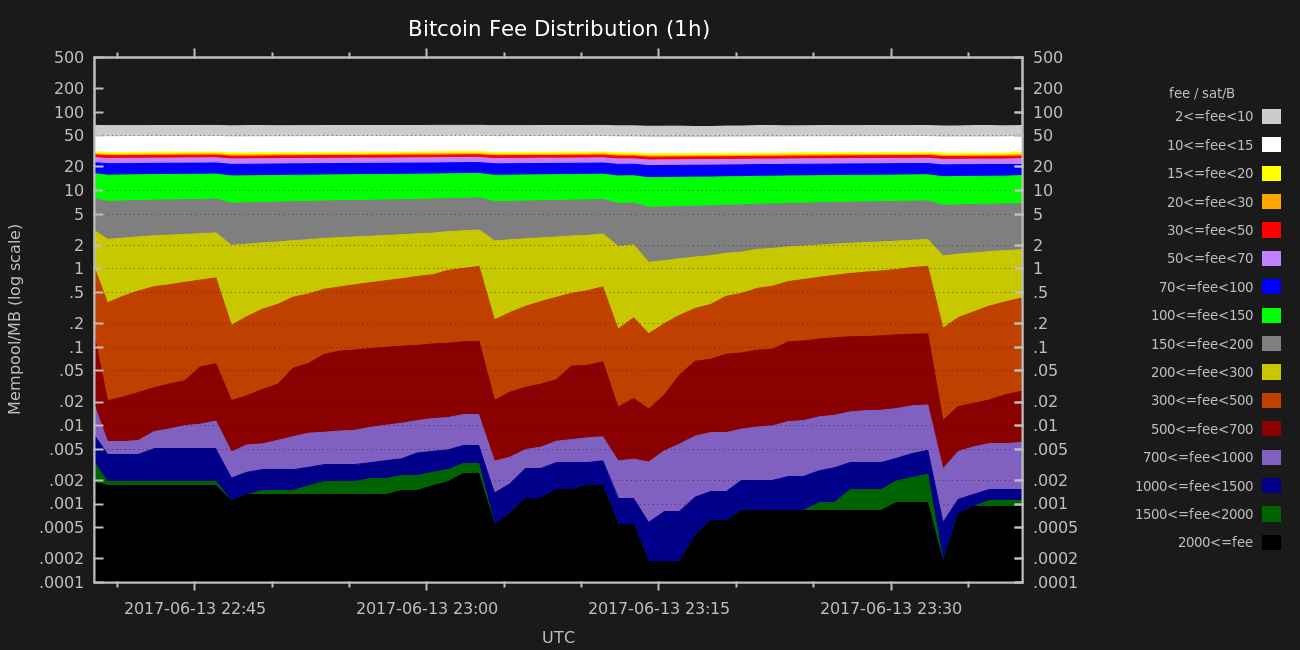 Bitcoin Fee Distribution (1h)
500
200
100
50
20
10
5
2
1
.5
.2
.1
.05
.02
.01
.005
.002
.001
.0005
.0002
.0001
Mempool/MB (log scale)
500
200
100
50
20
10
5
2
1
.5
.2
.1
.05
.02
.01
.005
.002
.001
.0005
.0002
.0001
2017-06-13 22:45
2017-06-13 23:00
2017-06-13 23:15
2017-06-13 23:30
UTC
fee / sat/B
2<=fee<10
10<=fee<15
15<=fee<20
20<=fee<30
30<=fee<50
50<=fee<70
70<=fee<100
100<=fee<150
150<=fee<200
200<=fee<300
300<=fee<500
500<=fee<700
700<=fee<1000
1000<=fee<1500
1500<=fee<2000
2000<=fee